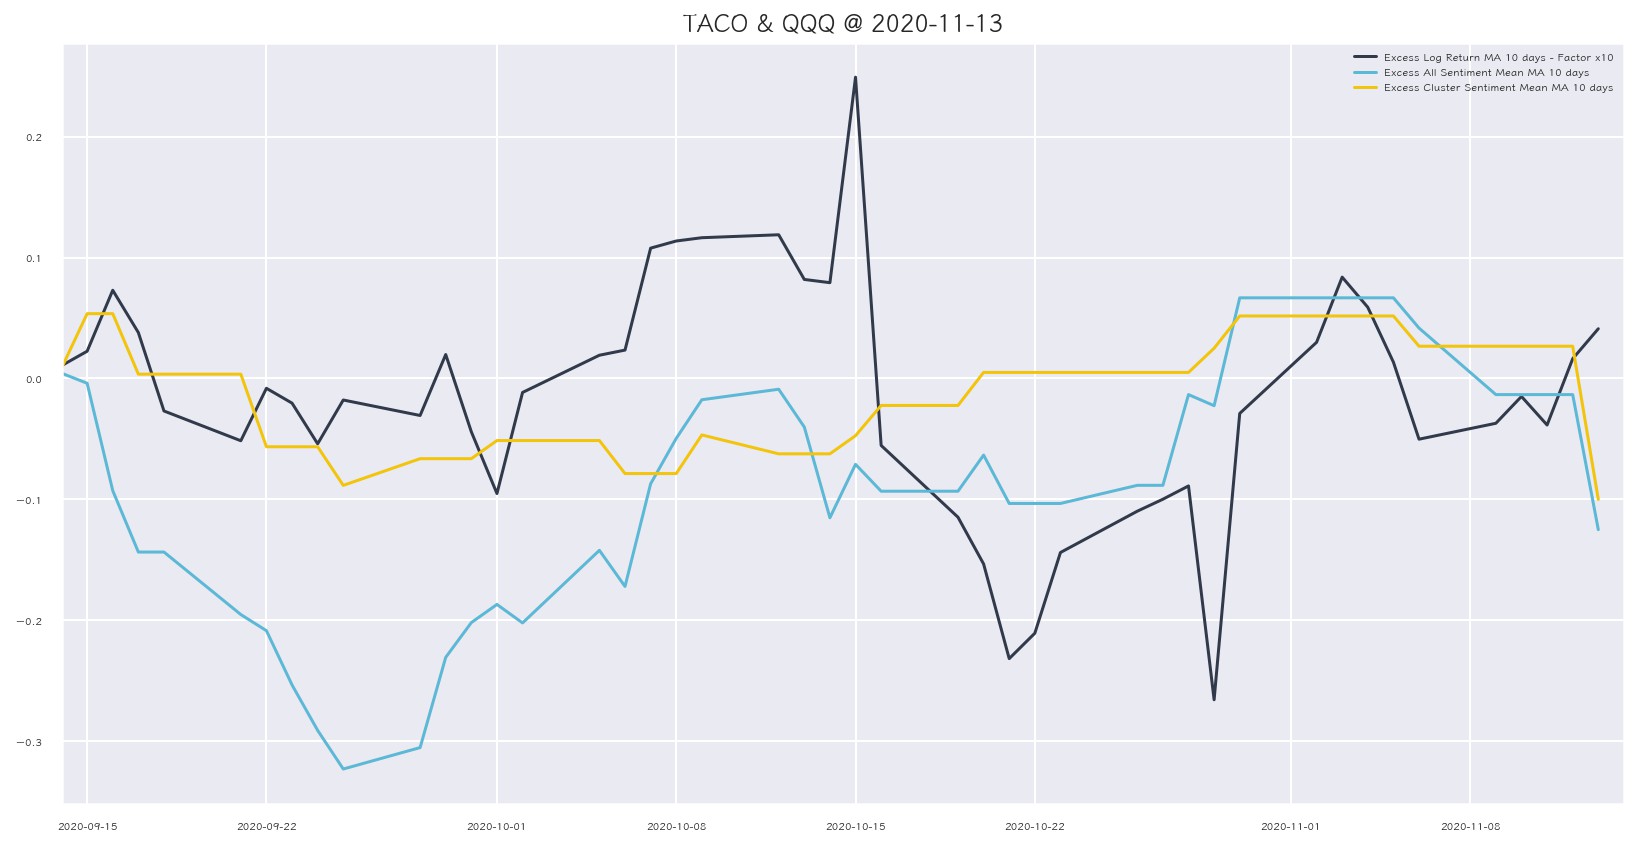 TACO & QQQ @ 2020-11-13
Excess Log Return MA 10 days - Factor x10
Excess All Sentiment Mean MA 10 days
Excess Cluster Sentiment Mean MA 10 days
0.2
0.1
0.0
−0.1
−0.2
−0.3
2020-09-15 2020-09-22 2020-10-01 2020-10-08 2020-10-15 2020-10-22 2020-11-01 2020-11-08